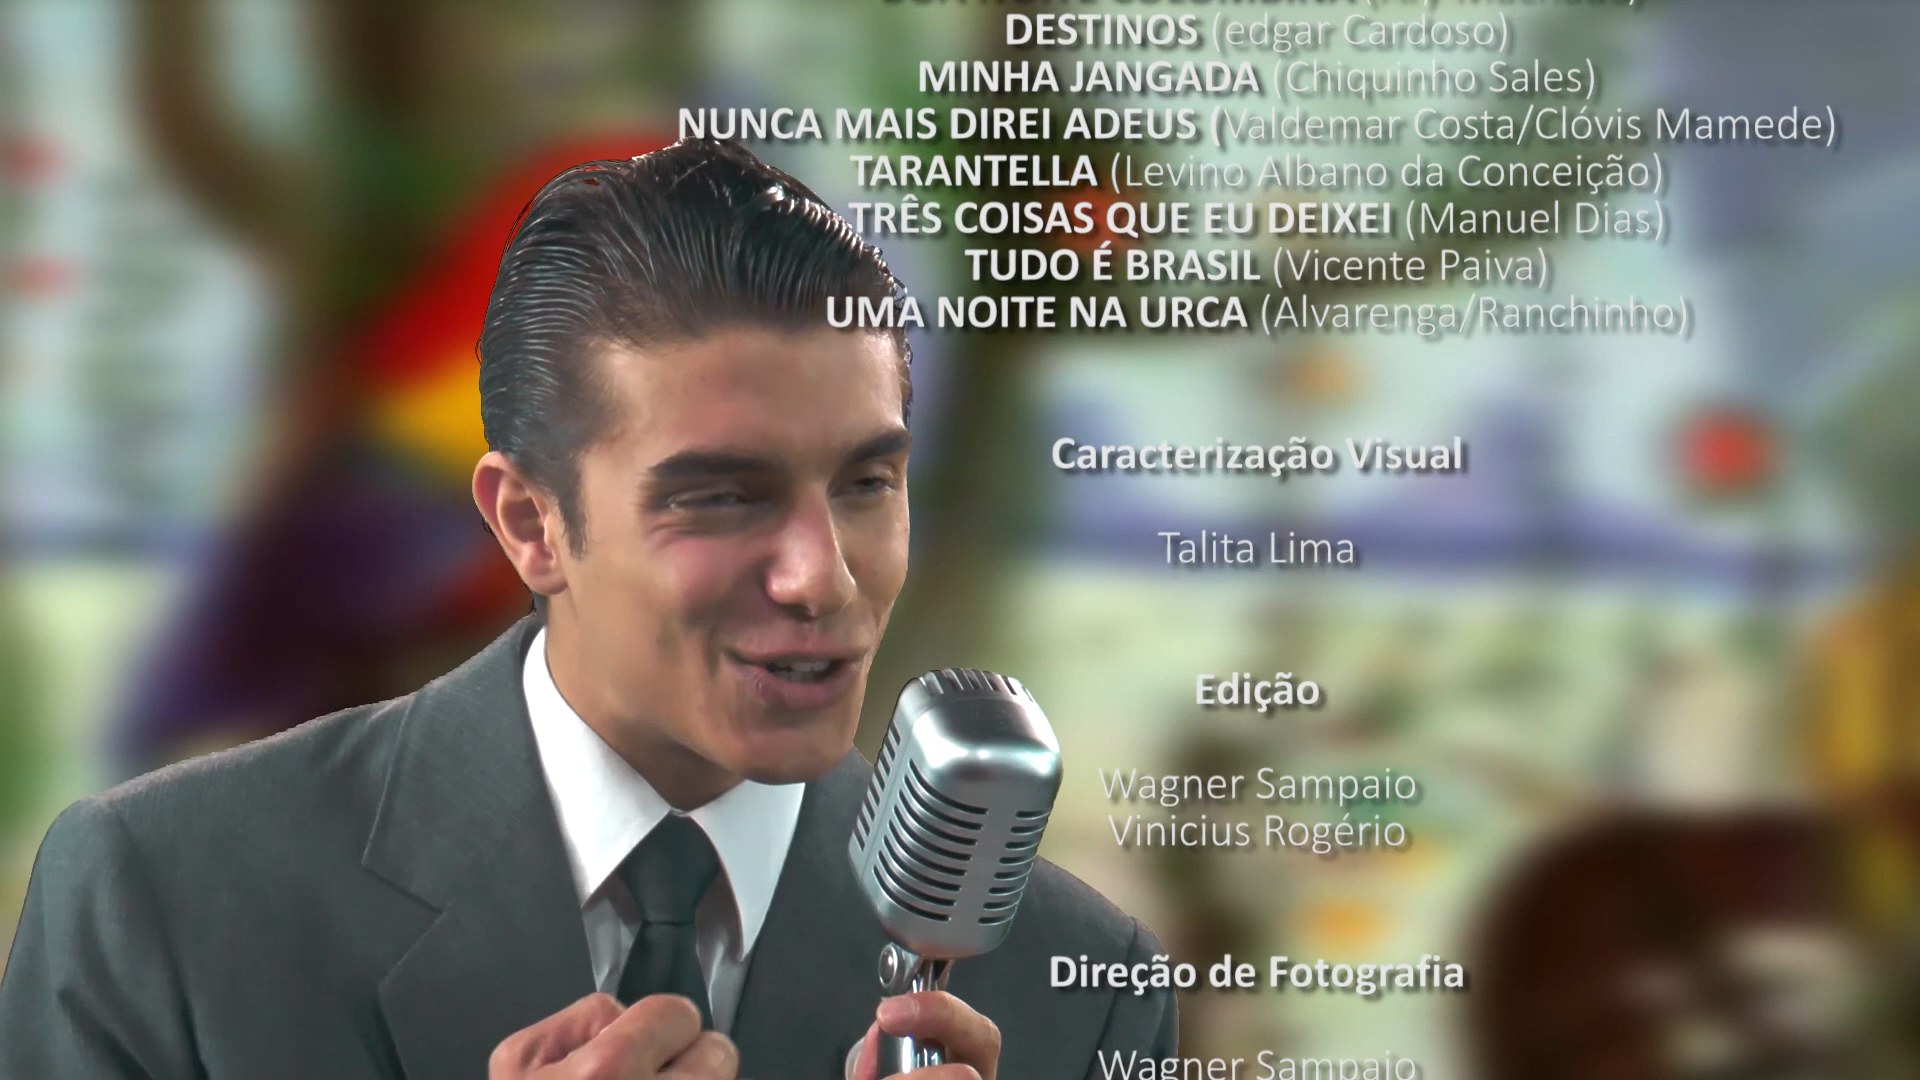 DESTINOS (edgar Cardoso)
MINHA JANGADA (Chiquinho Sales)
NUNCA MAIS DIREI ADEUS (Valdemar Costa/Clóvis Mamede)
TARANTELLA (Levino Albano da Conceição)
TRÊS COISAS QUE EU DEIXEI (Manuel Dias)
TUDO É BRASIL (Vicente Paiva)
UMA NOITE NA URCA (Alvarenga/Ranchinho)
Caracterização Visual
Talita Lima
Edição
Wagner Sampaio
Vinicius Rogério
Direção de Fotografia
Wagner Sampaio